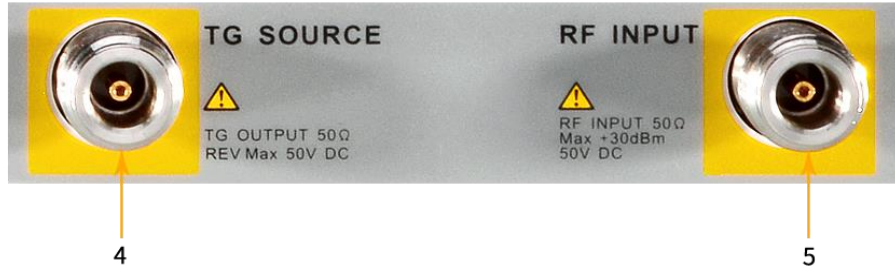 TG SOURCE
TG OUTPUT 50Ω
REV Max 50V DC
RF INPUT
RF INPUT 50Ω
Max +30dBm
50V DC
4
5